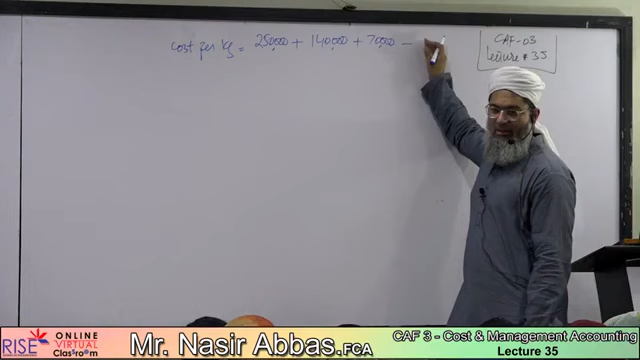 cost per kg = 250,000 + 140,000 + 70,000 —
CAF-03
Lecture # 35
RISE
ONLINE
VIRTUAL
Classroom
Mr. Nasir Abbas.FCA
CAF 3 - Cost & Management Accounting
Lecture 35